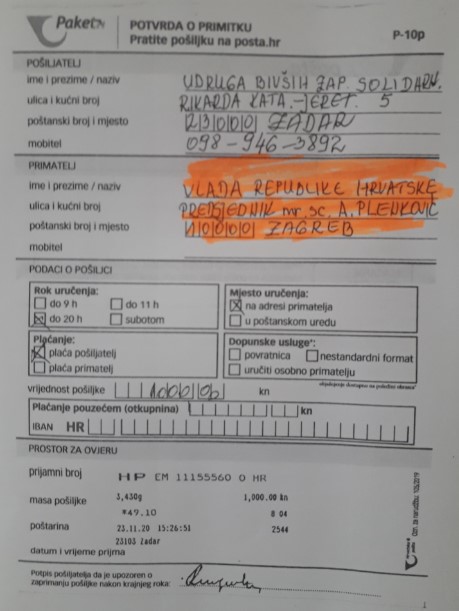 Paket24
POTVRDA O PRIMITKU
Pratite pošiljku na posta.hr
P-10p
POŠILJATELJ
ime i prezime / naziv UDRUGA BIVŠIH ZAP. SOLIDARN.
ulica i kućni broj RIKARDA KATA.-JERET. 5
poštanski broj i mjesto 23000 ZADAR
mobitel 098-946-3892
PRIMATELJ
ime i prezime / naziv VLADA REPUBLIKE HRVATSKE
ulica i kućni broj PREDSJEDNIK mr sc. A. PLENKOVIĆ
poštanski broj i mjesto 10000 ZAGREB
mobitel
PODACI O POŠILJCI
Rok uručenja:
do 9 h do 11 h
do 20 h subotom
Mjesto uručenja:
na adresi primatelja
u poštanskom uredu
Plaćanje:
plaća pošiljatelj
plaća primatelj
Dopunske usluge*:
povratnica nestandardni format
uručiti osobno primatelju
vrijednost pošiljke 1000 kn
Plaćanje pouzećem (otkupnina) kn
IBAN HR
PROSTOR ZA OVJERU
prijamni broj HP EM 11155560 0 HR
masa pošiljke 3,430g 1,000.00 kn
*49.10 8 04
poštarina 23.11.20 15:26:51 2544
23103 Zadar
datum i vrijeme prijma
Potpis pošiljatelja da je upozoren o
zaprimanju pošiljke nakon krajnjeg roka: